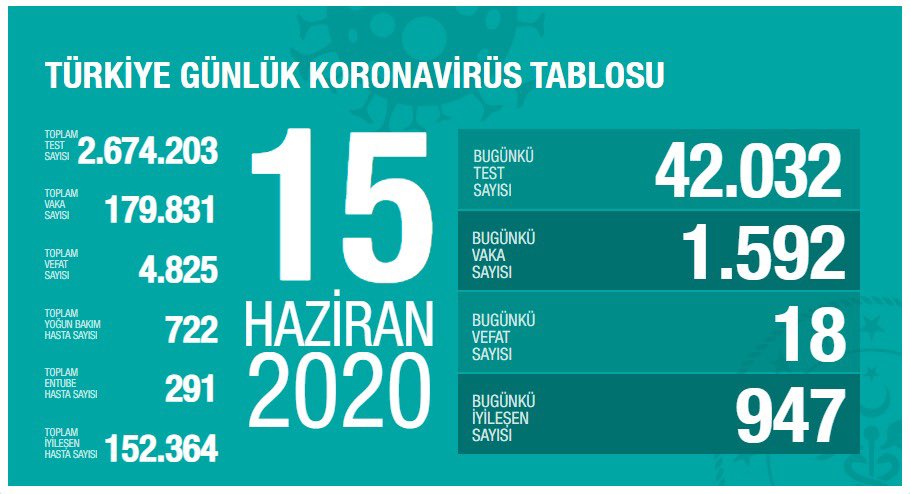 TÜRKİYE GÜNLÜK KORONAVİRÜS TABLOSU
TOPLAM
TEST
SAYISI
2.674.203
TOPLAM
VAKA
SAYISI
179.831
TOPLAM
VEFAT
SAYISI
4.825
TOPLAM
YOĞUN BAKIM
HASTA SAYISI
722
TOPLAM
ENTUBE
HASTA SAYISI
291
TOPLAM
İYİLEŞEN
HASTA SAYISI
152.364
15
HAZİRAN
2020
BUGÜNKÜ
TEST
SAYISI
42.032
BUGÜNKÜ
VAKA
SAYISI
1.592
BUGÜNKÜ
VEFAT
SAYISI
18
BUGÜNKÜ
İYİLEŞEN
SAYISI
947